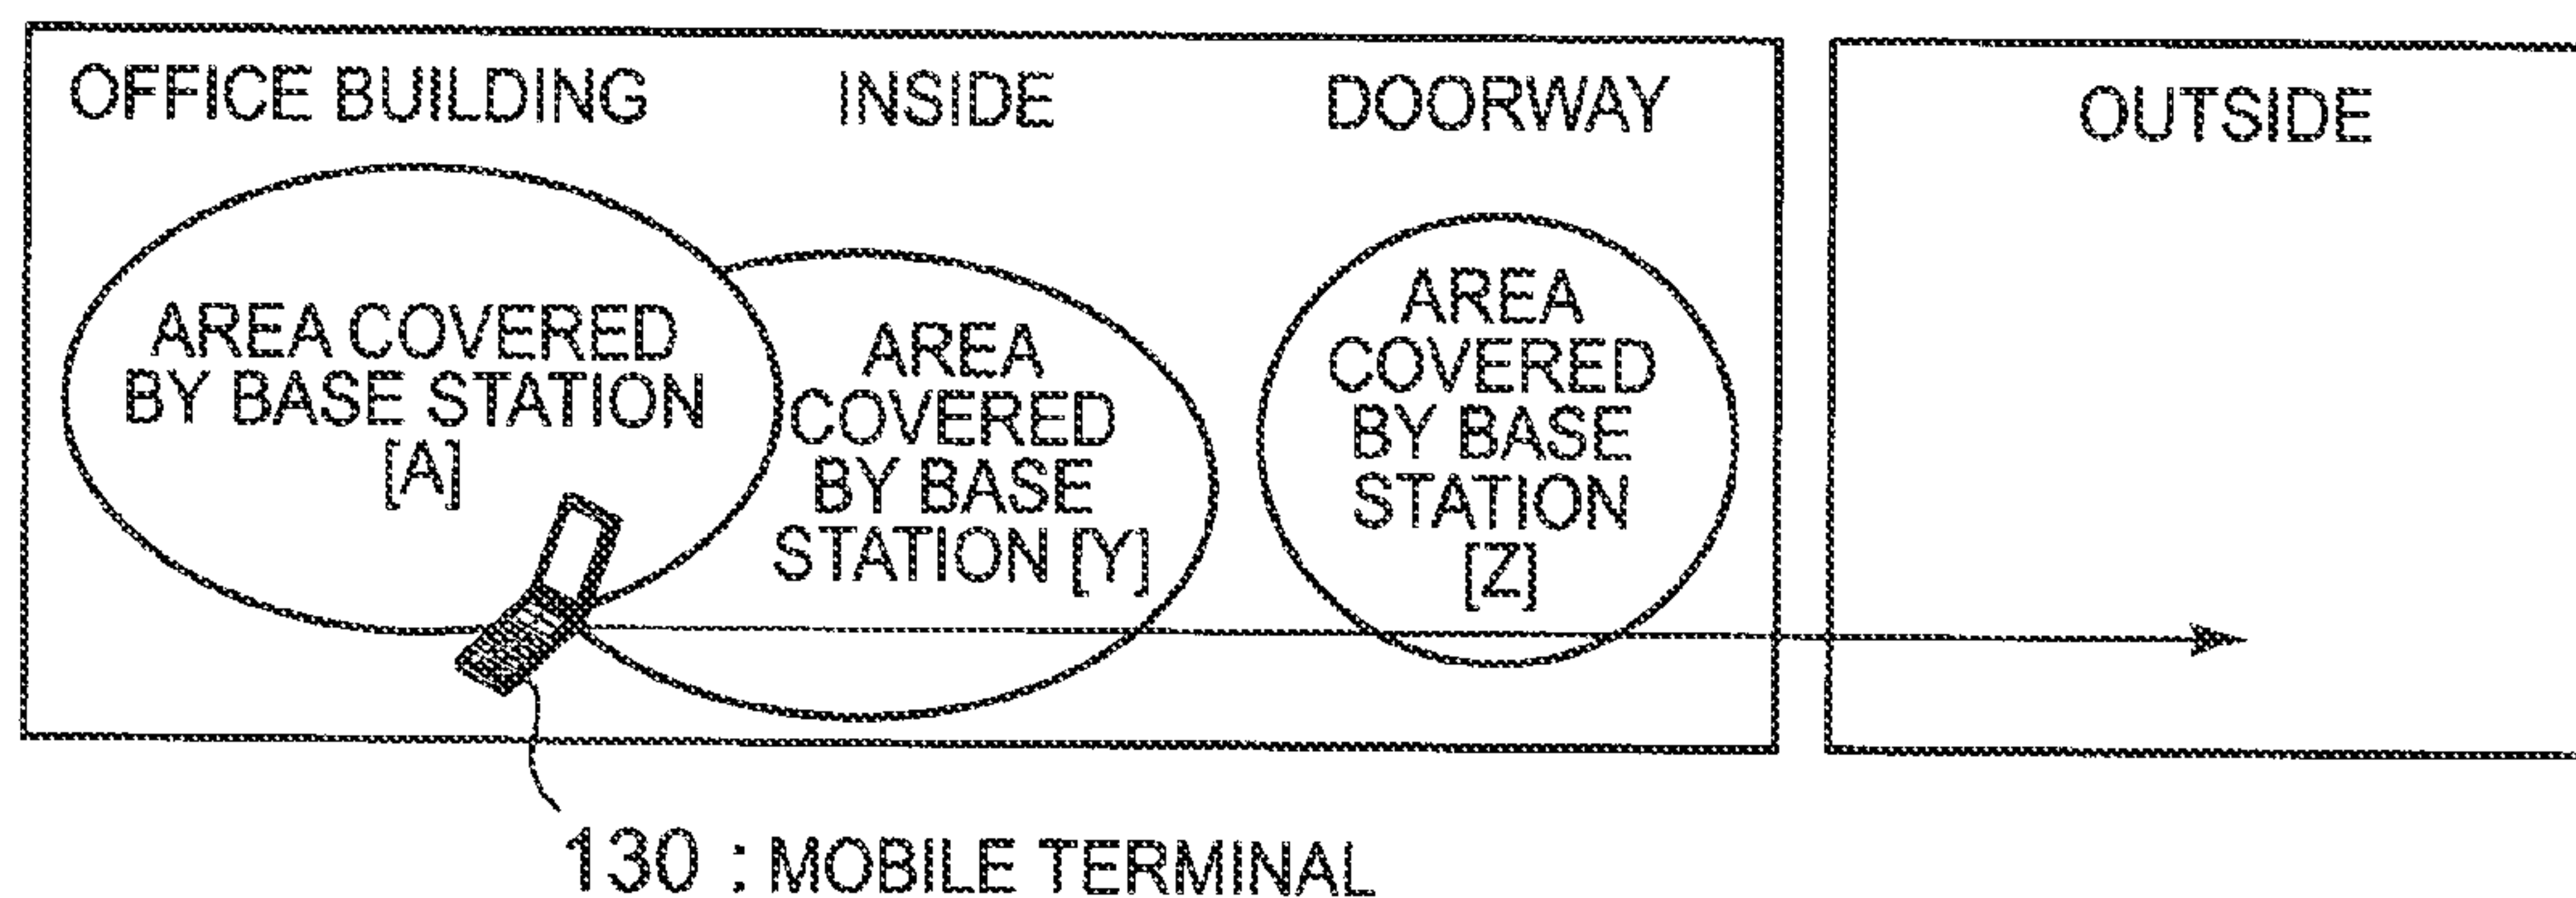 OFFICE BUILDING
INSIDE
DOORWAY
OUTSIDE
AREA COVERED
BY BASE STATION
[A]
AREA
COVERED
BY BASE
STATION [Y]
AREA
COVERED
BY BASE
STATION
[Z]
130 : MOBILE TERMINAL